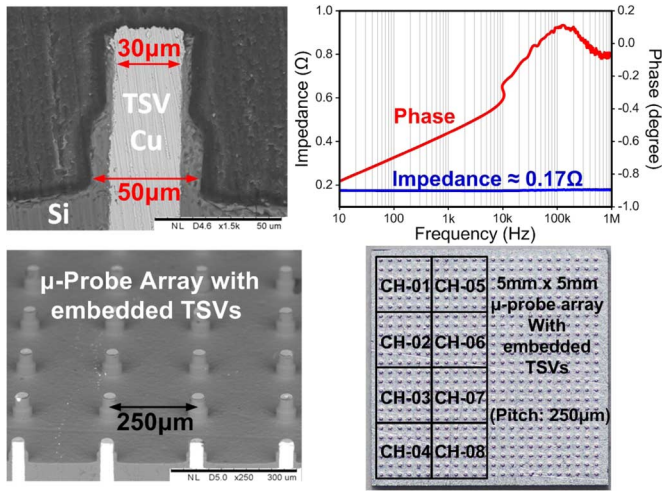 30μm
TSV
Cu
50μm
Si
NL D4.6 x1.5k 50 um
Impedance (Ω)
1.0
0.8
0.6
0.4
0.2
Phase
Impedance ≈ 0.17Ω
0.2
0.0
-0.2
-0.4
-0.6
-0.8
-1.0
Phase (degree)
10 100 1k 10k 100k 1M
Frequency (Hz)
μ-Probe Array with
embedded TSVs
250μm
NL D5.0 x250 300 um
CH-01 CH-05
CH-02 CH-06
CH-03 CH-07
CH-04 CH-08
5mm x 5mm
μ-probe array
With
embedded
TSVs
(Pitch: 250μm)